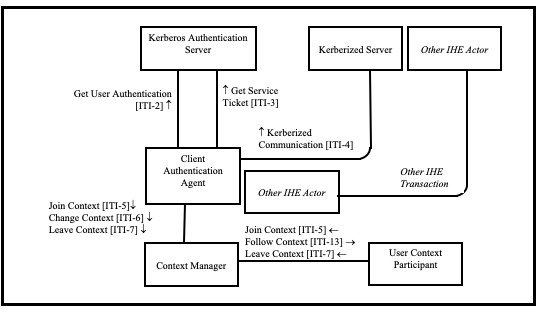 Kerberos Authentication
Server
Kerberized Server
Other IHE Actor
Get User Authentication
[ITI-2] ↑
↑ Get Service
Ticket [ITI-3]
↑ Kerberized
Communication [ITI-4]
Client
Authentication
Agent
Other IHE
Transaction
Other IHE Actor
Join Context [ITI-5]↓
Change Context [ITI-6] ↓
Leave Context [ITI-7] ↓
Join Context [ITI-5] ←
Follow Context [ITI-13] →
Leave Context [ITI-7] ←
Context Manager
User Context
Participant